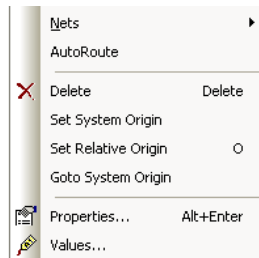 Nets
AutoRoute
Delete Delete
Set System Origin
Set Relative Origin O
Goto System Origin
Properties... Alt+Enter
Values...